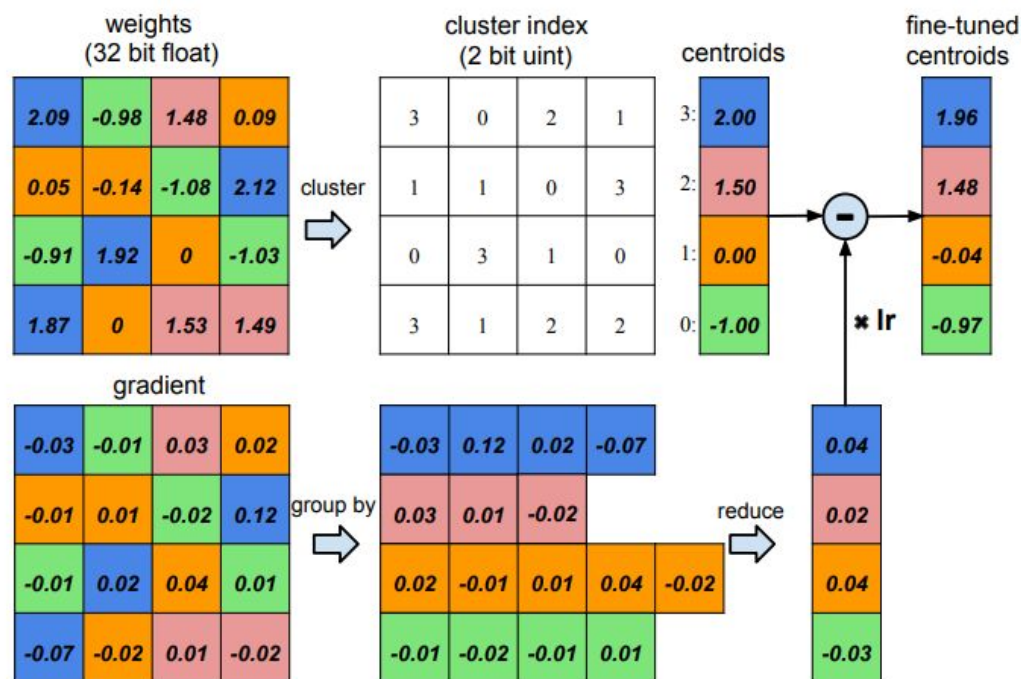 weights
(32 bit float)
cluster index
(2 bit uint)
centroids
fine-tuned
centroids
2.09 -0.98 1.48 0.09
3 0 2 1
3: 2.00
1.96
0.05 -0.14 -1.08 2.12
cluster
1 1 0 3
2: 1.50
-
1.48
-0.91 1.92 0 -1.03
0 3 1 0
1: 0.00
-0.04
1.87 0 1.53 1.49
3 1 2 2
0: -1.00
× lr
-0.97
gradient
-0.03 -0.01 0.03 0.02
-0.03 0.12 0.02 -0.07
0.04
-0.01 0.01 -0.02 0.12
group by
0.03 0.01 -0.02
reduce
0.02
-0.01 0.02 0.04 0.01
0.02 -0.01 0.01 0.04 -0.02
0.04
-0.07 -0.02 0.01 -0.02
-0.01 -0.02 -0.01 0.01
-0.03